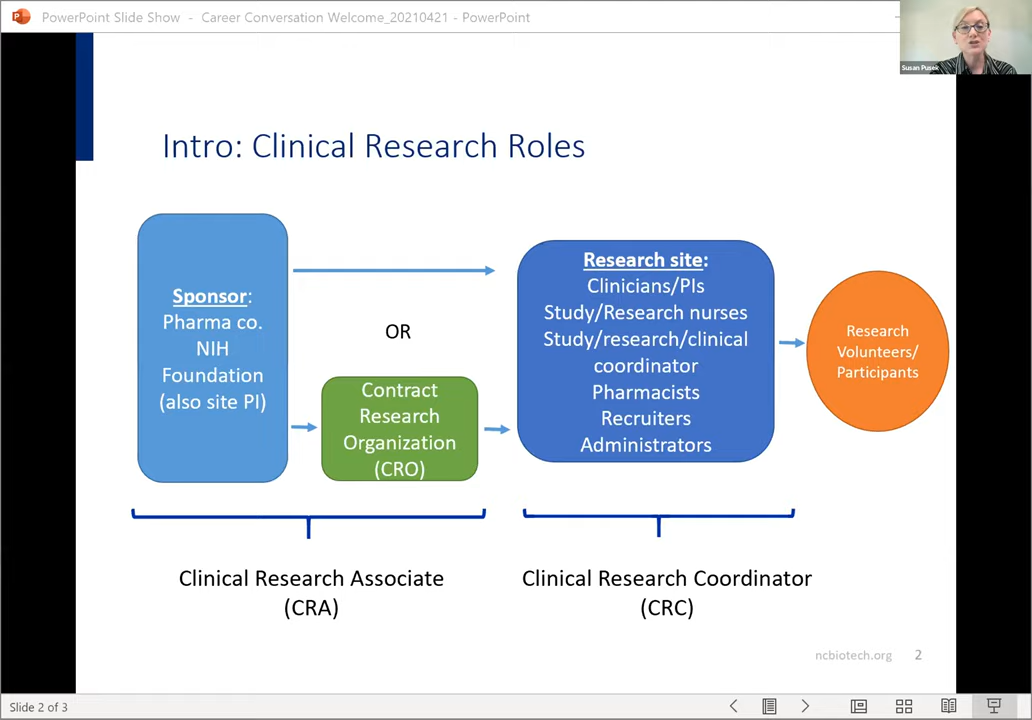 PowerPoint Slide Show - Career Conversation Welcome_20210421 - PowerPoint
Susan Pusek
Intro: Clinical Research Roles
Sponsor:
Pharma co.
NIH
Foundation
(also site PI)
OR
Contract
Research
Organization
(CRO)
Research site:
Clinicians/PIs
Study/Research nurses
Study/research/clinical
coordinator
Pharmacists
Recruiters
Administrators
Research
Volunteers/
Participants
Clinical Research Associate
(CRA)
Clinical Research Coordinator
(CRC)
ncbiotech.org 2
Slide 2 of 3